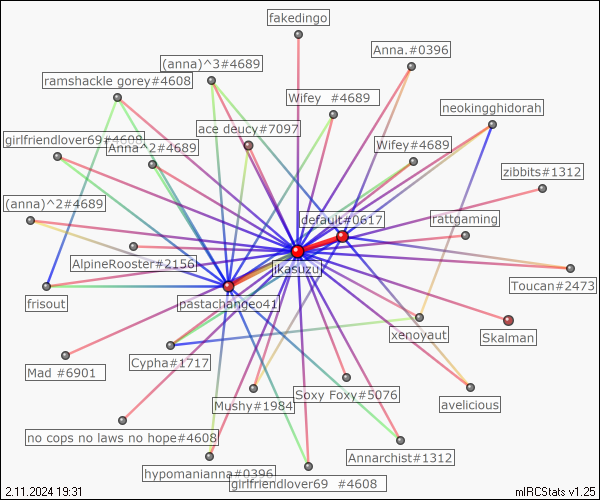 fakedingo
Anna.#0396
(anna)^3#4689
ramshackle gorey#4608
Wifey #4689
neokingghidorah
ace deucy#7097
girlfriendlover69#4608
Anna^2#4689
Wifey#4689
zibbits#1312
(anna)^2#4689
default#0617
rattgaming
AlpineRooster#2156
jkasuzu
Toucan#2473
frisout
pastachangeo41
xenoyaut
Skalman
Cypha#1717
Mad #6901
Soxy Foxy#5076
Mushy#1984
avelicious
no cops no laws no hope#4608
Annarchist#1312
hypomanianna#0396
girlfriendlover69 #4608
2.11.2024 19:31
mIRCStats v1.25